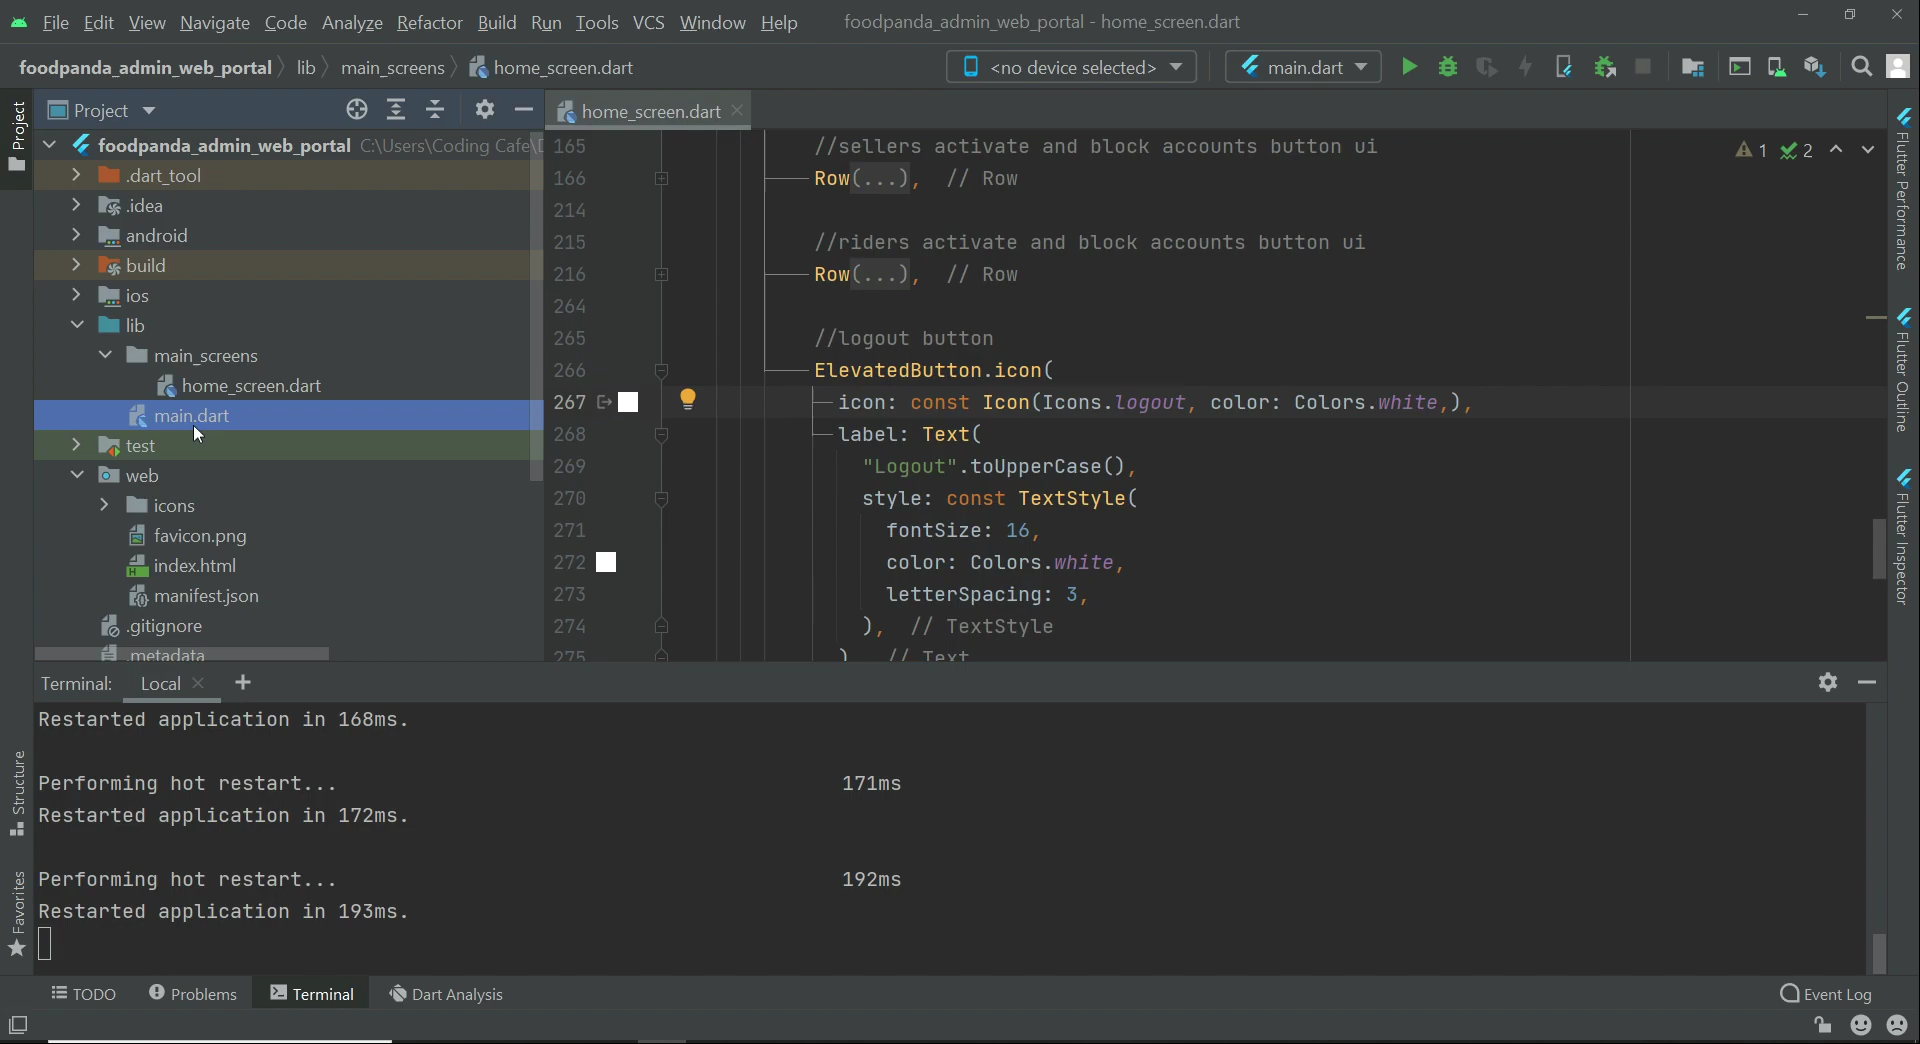 File Edit View Navigate Code Analyze Refactor Build Run Tools VCS Window Help foodpanda_admin_web_portal - home_screen.dart
foodpanda_admin_web_portal lib main_screens home_screen.dart <no device selected> main.dart
Project
Project
home_screen.dart
foodpanda_admin_web_portal C:\Users\Coding Cafe\
.dart_tool
.idea
android
build
ios
lib
main_screens
home_screen.dart
main.dart
test
web
icons
favicon.png
index.html
manifest.json
.gitignore
.metadata
165 //sellers activate and block accounts button ui
166 Row(...), // Row
214
215 //riders activate and block accounts button ui
216 Row(...), // Row
264
265 //logout button
266 ElevatedButton.icon(
267 icon: const Icon(Icons.logout, color: Colors.white,),
268 label: Text(
269 "Logout".toUpperCase(),
270 style: const TextStyle(
271 fontSize: 16,
272 color: Colors.white,
273 letterSpacing: 3,
274 ), // TextStyle
275 ) // Text
1 2
Flutter Performance
Flutter Outline
Flutter Inspector
Terminal: Local
Restarted application in 168ms.
Performing hot restart... 171ms
Restarted application in 172ms.
Performing hot restart... 192ms
Restarted application in 193ms.
Structure
Favorites
TODO Problems Terminal Dart Analysis Event Log